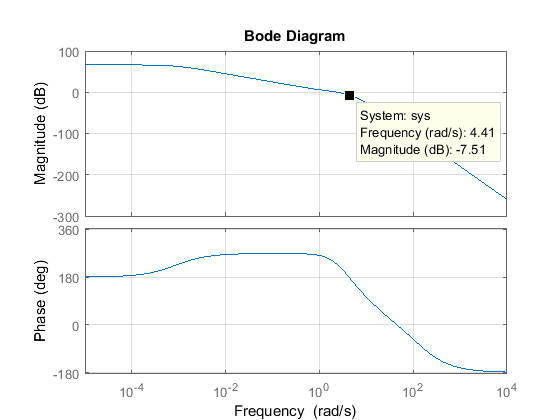 Bode Diagram
Magnitude (dB)
100
0
-100
-200
-300
System: sys
Frequency (rad/s): 4.41
Magnitude (dB): -7.51
Phase (deg)
360
180
0
-180
10^-4 10^-2 10^0 10^2 10^4
Frequency (rad/s)